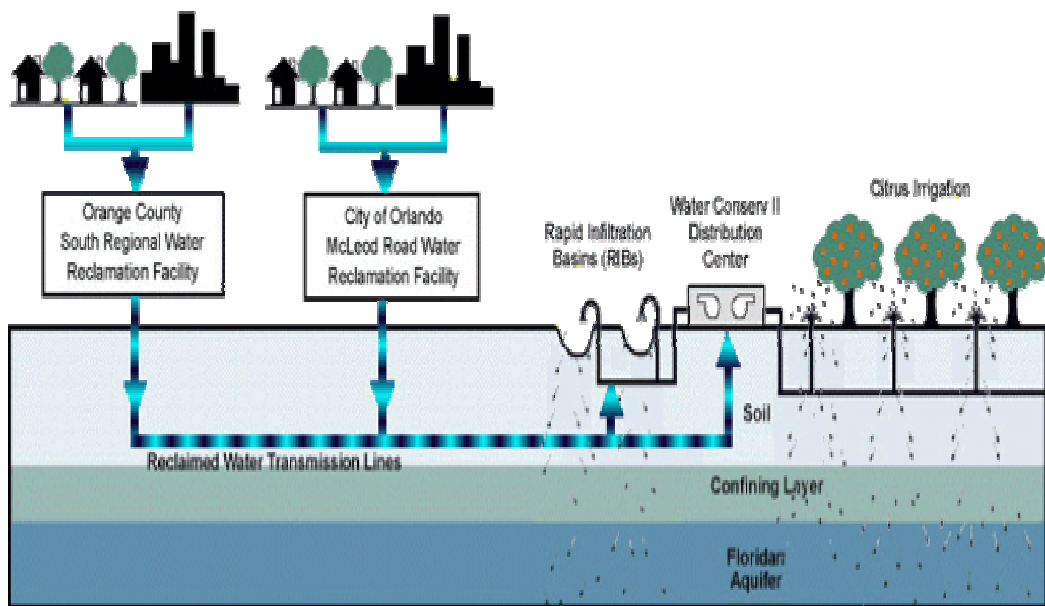 Orange County
South Regional Water
Reclamation Facility
City of Orlando
McLeod Road Water
Reclamation Facility
Rapid Infiltration
Basins (RIBs)
Water Conserv II
Distribution
Center
Citrus Irrigation
Soil
Reclaimed Water Transmission Lines
Confining Layer
Floridan
Aquifer